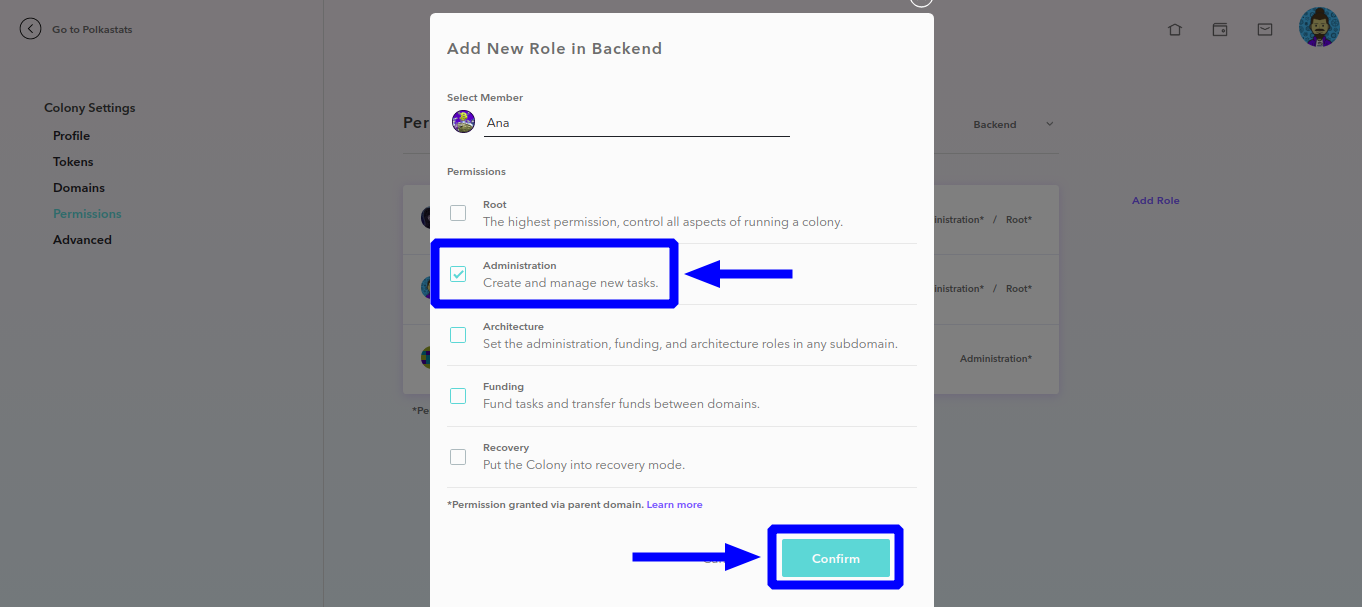 Go to Polkastats
Colony Settings
Profile
Tokens
Domains
Permissions
Advanced
Backend
Add Role
inistration* / Root*
inistration* / Root*
Administration*
*Pe
Add New Role in Backend
Select Member
Ana
Permissions
Root
The highest permission, control all aspects of running a colony.
Administration
Create and manage new tasks.
Architecture
Set the administration, funding, and architecture roles in any subdomain.
Funding
Fund tasks and transfer funds between domains.
Recovery
Put the Colony into recovery mode.
*Permission granted via parent domain. Learn more
Confirm